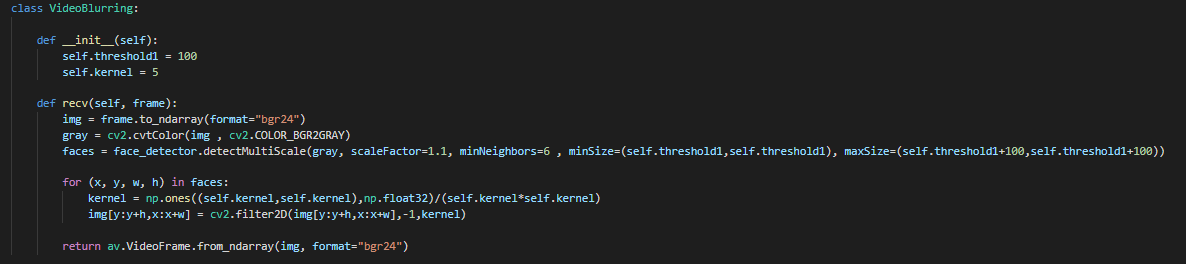 class VideoBlurring:
def __init__(self):
self.threshold1 = 100
self.kernel = 5
def recv(self, frame):
img = frame.to_ndarray(format="bgr24")
gray = cv2.cvtColor(img , cv2.COLOR_BGR2GRAY)
faces = face_detector.detectMultiScale(gray, scaleFactor=1.1, minNeighbors=6 , minSize=(self.threshold1,self.threshold1), maxSize=(self.threshold1+100,self.threshold1+100))
for (x, y, w, h) in faces:
kernel = np.ones((self.kernel,self.kernel),np.float32)/(self.kernel*self.kernel)
img[y:y+h,x:x+w] = cv2.filter2D(img[y:y+h,x:x+w],-1,kernel)
return av.VideoFrame.from_ndarray(img, format="bgr24")